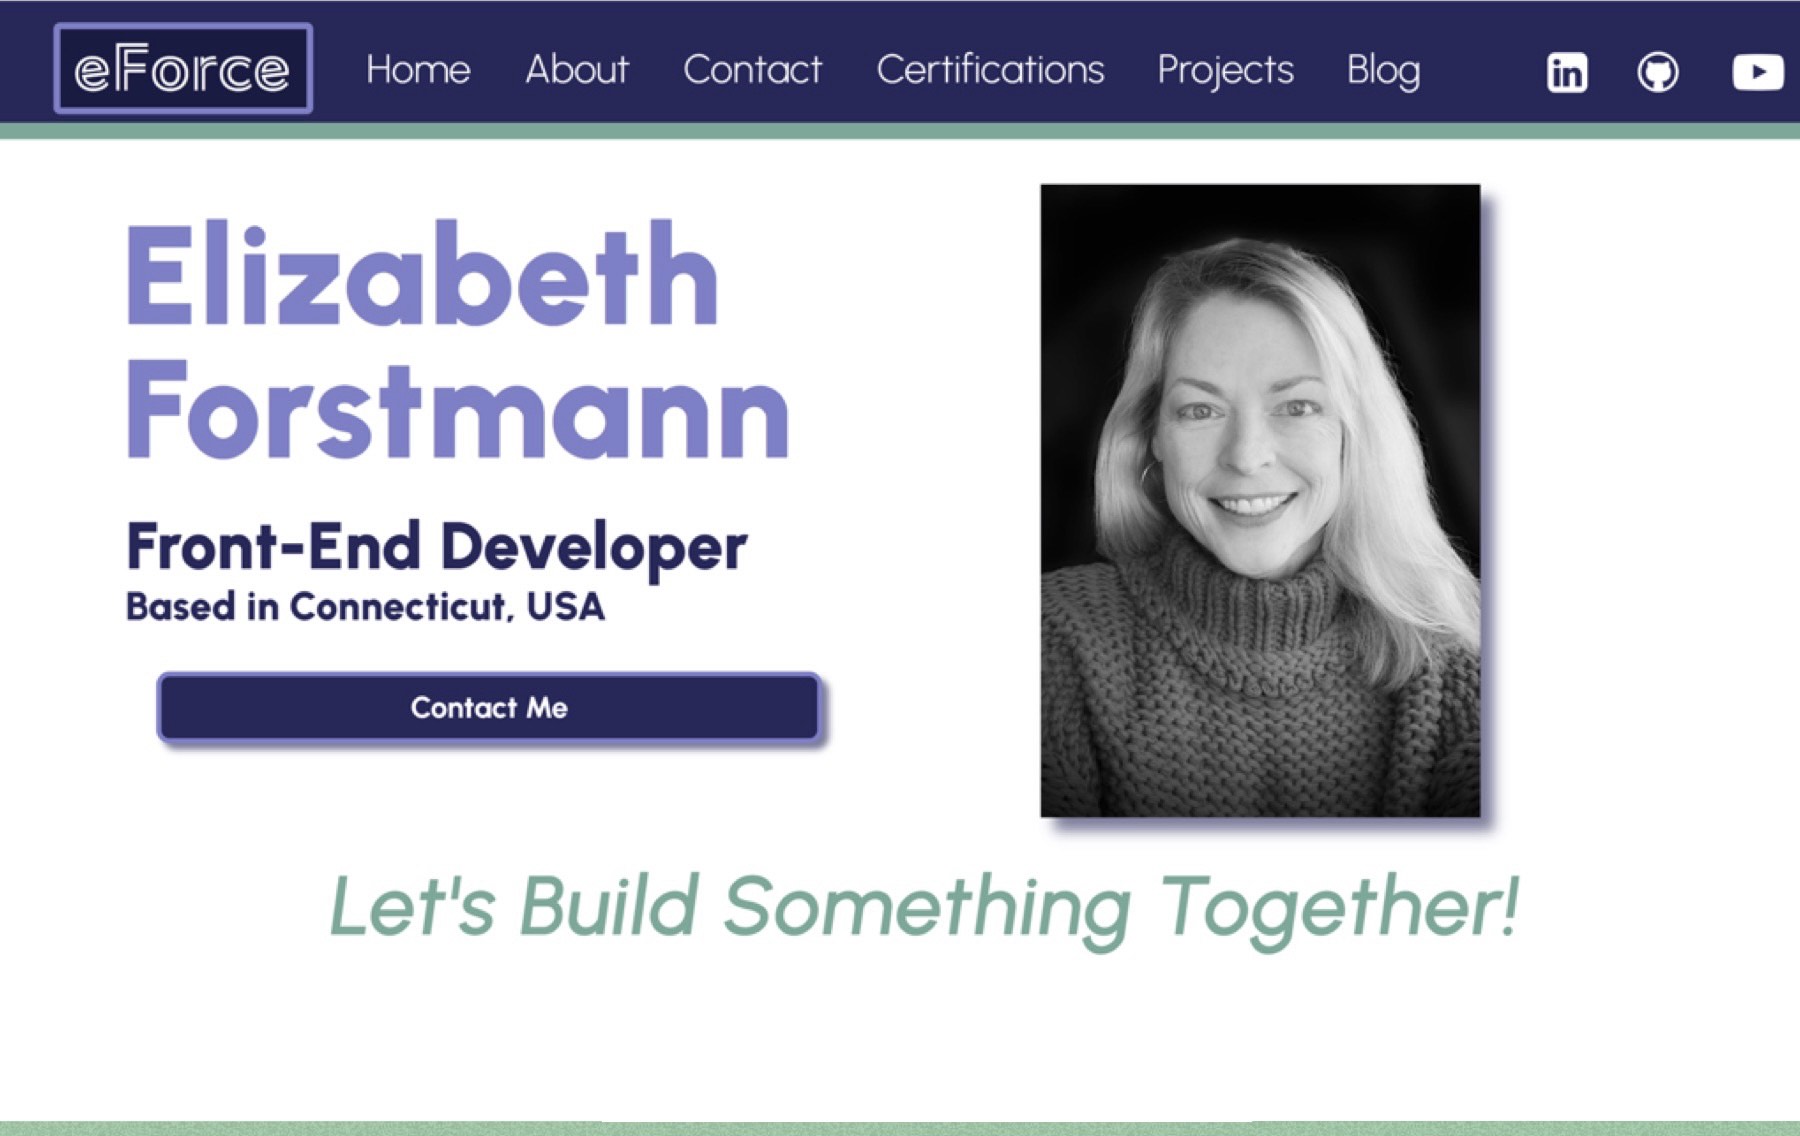 eForce Home About Contact Certifications Projects Blog in
Elizabeth
Forstmann
Front-End Developer
Based in Connecticut, USA
Contact Me
Let's Build Something Together!